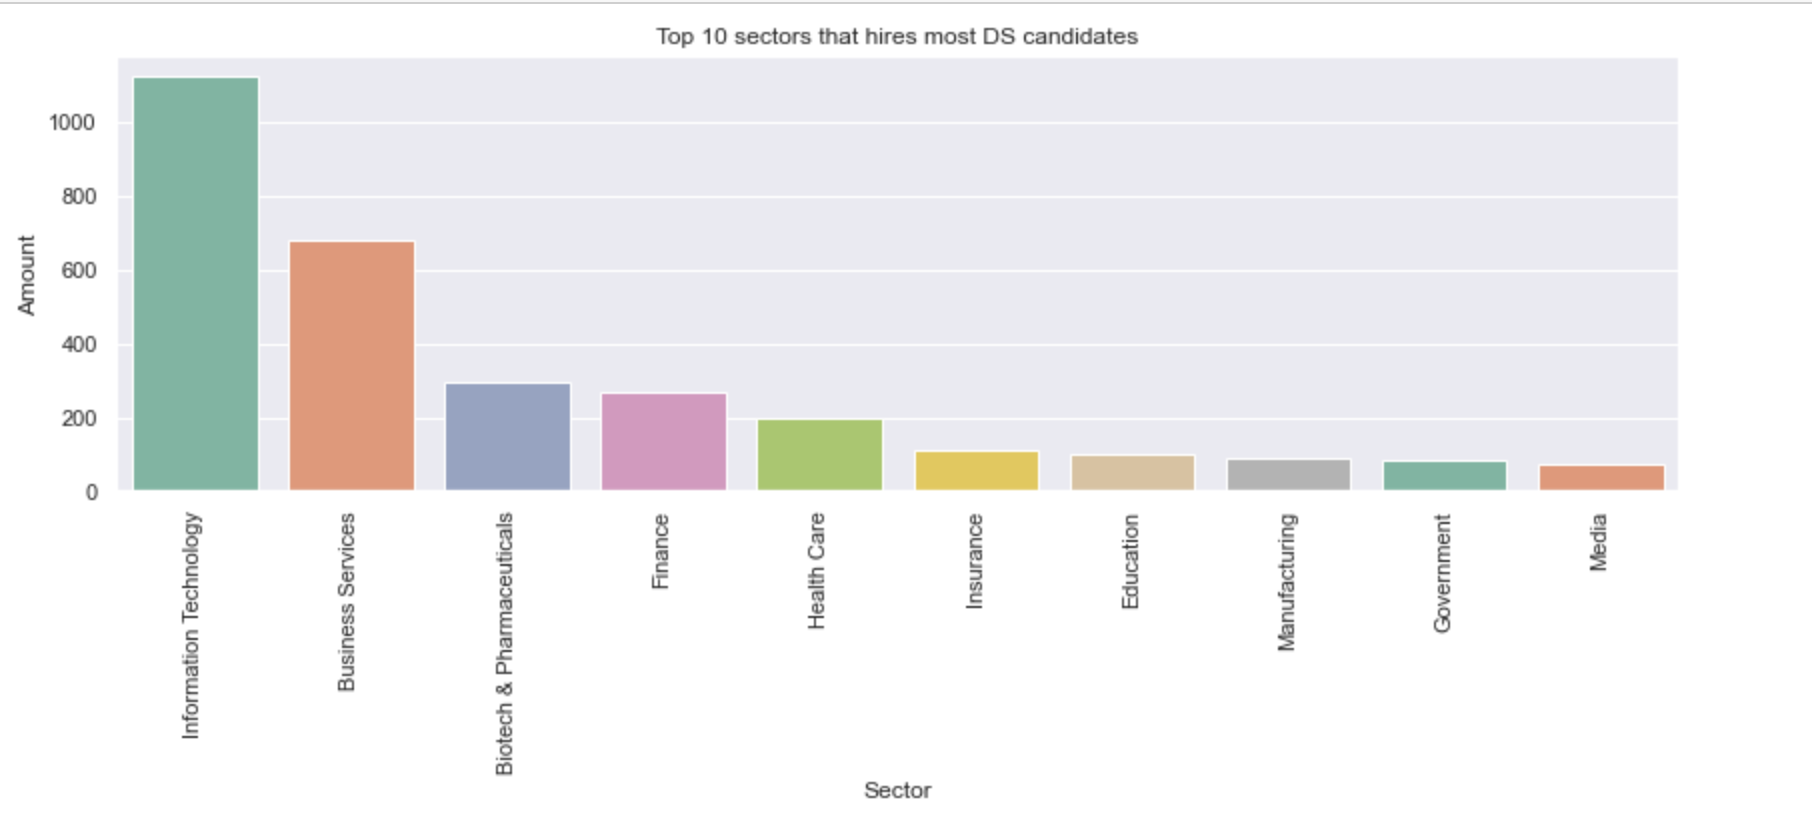 Top 10 sectors that hires most DS candidates
Amount
1000
800
600
400
200
0
Information Technology
Business Services
Biotech & Pharmaceuticals
Finance
Health Care
Insurance
Education
Manufacturing
Government
Media
Sector